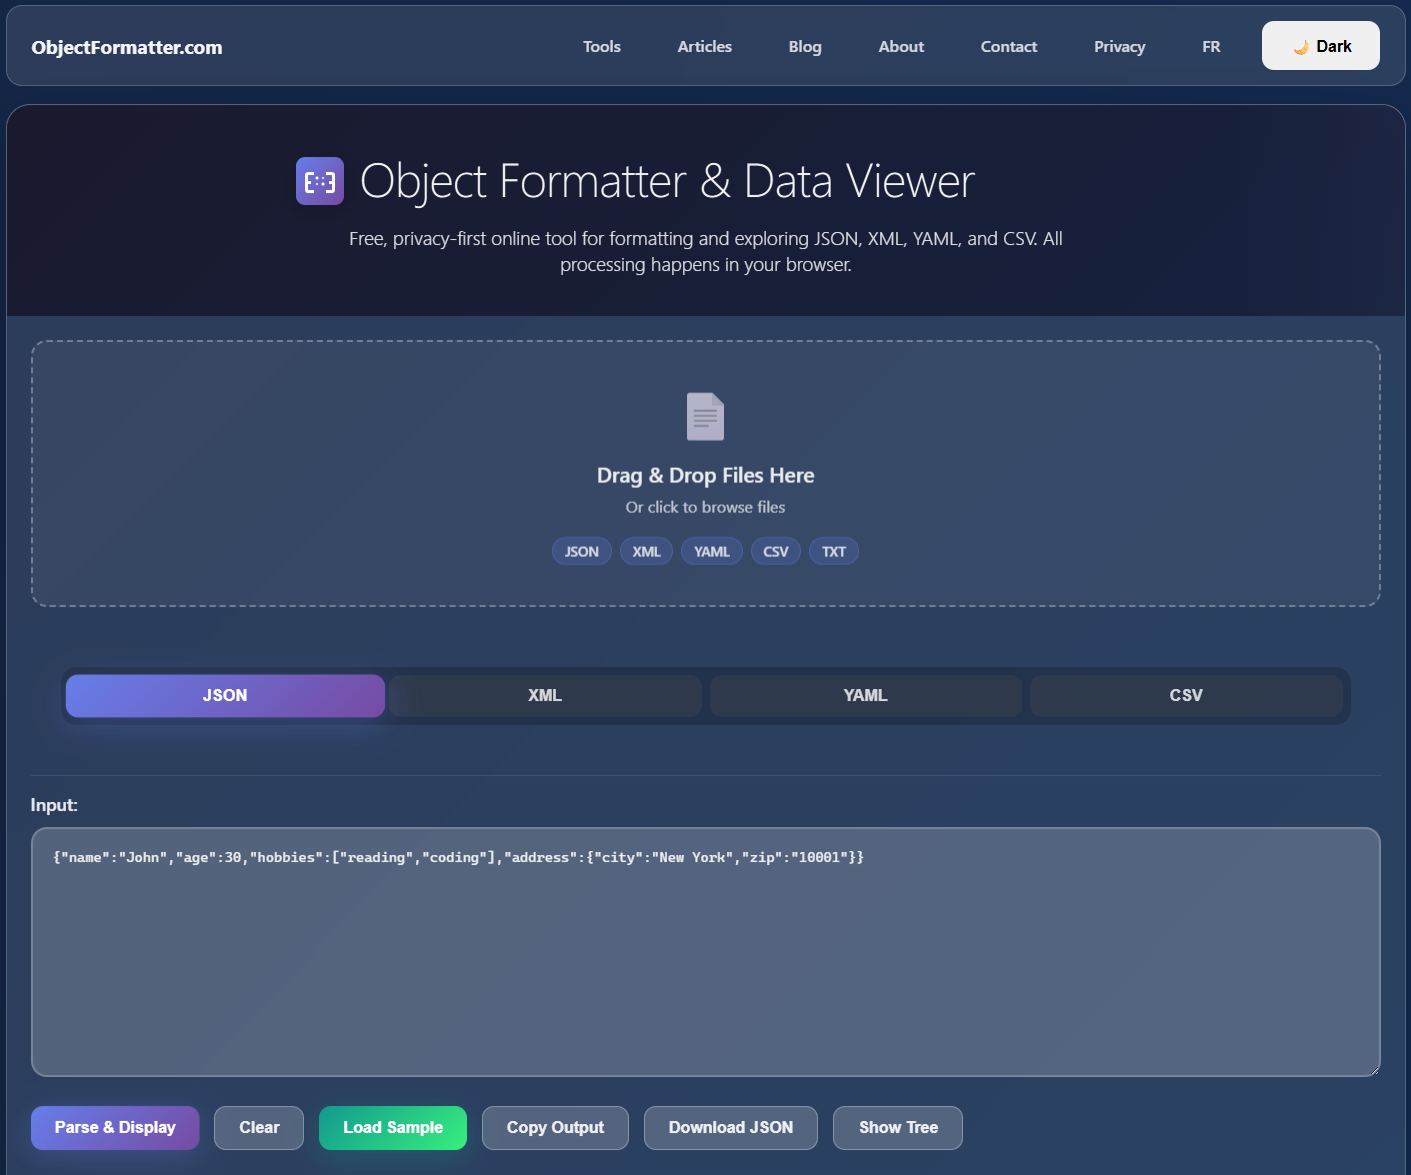 ObjectFormatter.com
Tools
Articles
Blog
About
Contact
Privacy
FR
🌙 Dark
Object Formatter & Data Viewer
Free, privacy-first online tool for formatting and exploring JSON, XML, YAML, and CSV. All
processing happens in your browser.
Drag & Drop Files Here
Or click to browse files
JSON
XML
YAML
CSV
TXT
JSON
XML
YAML
CSV
Input:
{"name":"John","age":30,"hobbies":["reading","coding"],"address":{"city":"New York","zip":"10001"}}
Parse & Display
Clear
Load Sample
Copy Output
Download JSON
Show Tree